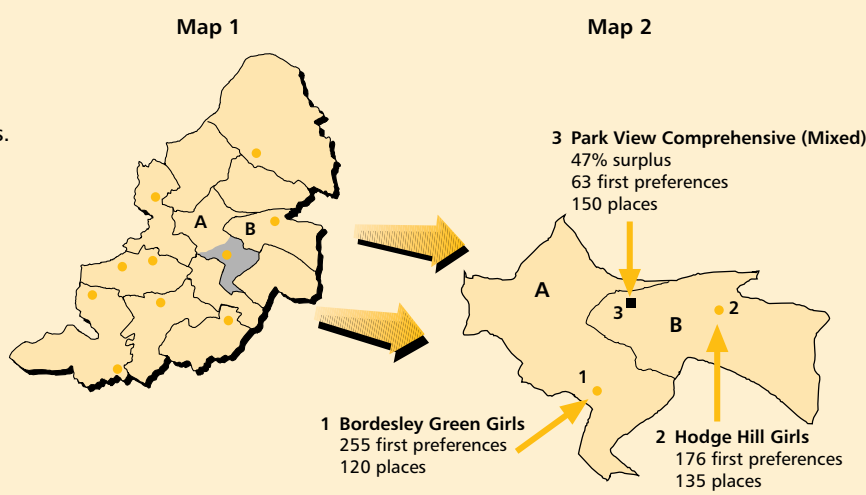 Map 1
Map 2
s.
A
B
3 Park View Comprehensive (Mixed)
47% surplus
63 first preferences
150 places
A
3
B
2
1
1 Bordesley Green Girls
255 first preferences
120 places
2 Hodge Hill Girls
176 first preferences
135 places